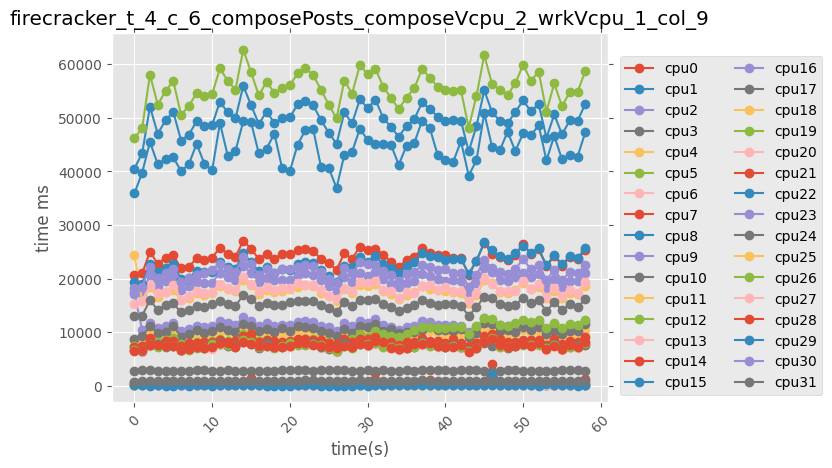 firecracker_t_4_c_6_composePosts_composeVcpu_2_wrkVcpu_1_col_9
time ms
60000
50000
40000
30000
20000
10000
0
0
10
20
30
40
50
60
time(s)
cpu0
cpu1
cpu2
cpu3
cpu4
cpu5
cpu6
cpu7
cpu8
cpu9
cpu10
cpu11
cpu12
cpu13
cpu14
cpu15
cpu16
cpu17
cpu18
cpu19
cpu20
cpu21
cpu22
cpu23
cpu24
cpu25
cpu26
cpu27
cpu28
cpu29
cpu30
cpu31